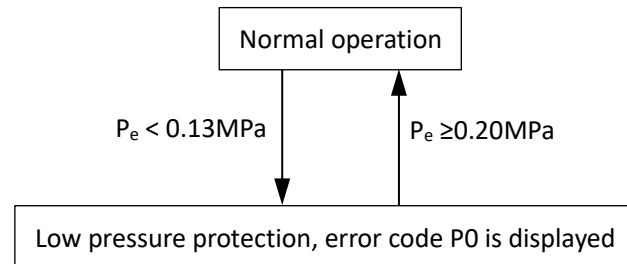 Normal operation
Pₑ < 0.13MPa
Pₑ ≥0.20MPa
Low pressure protection, error code P0 is displayed